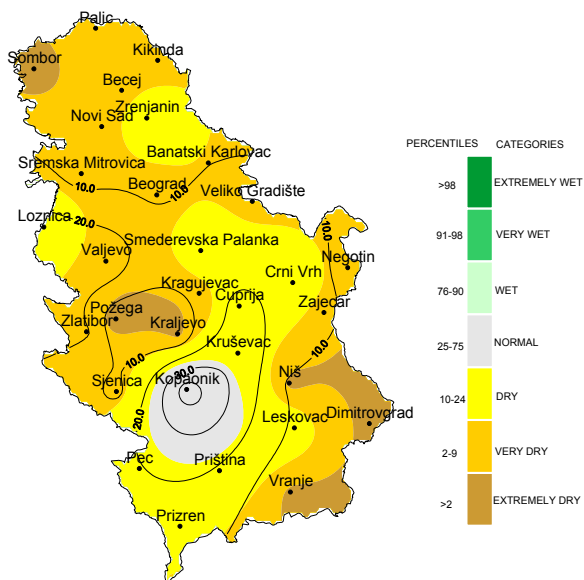 Palic
Kikinda
Sombor
Becej
Zrenjanin
Novi Sad
Banatski Karlovac
Sremska Mitrovica
10.0
Beograd
10.0
Veliko Gradište
Loznica
20.0
10.0
Smederevska Palanka
Valjevo
Negotin
Crni Vrh
Kragujevac
Cuprija
Zajecar
Požega
Zlatibor
Kraljevo
Kruševac
10.0
10.0
Sjenica
30.0
Kopaonik
Niš
20.0
Leskovac
Dimitrovgrad
Pec
Priština
Vranje
Prizren
PERCENTILES CATEGORIES
>98 EXTREMELY WET
91-98 VERY WET
76-90 WET
25-75 NORMAL
10-24 DRY
2-9 VERY DRY
>2 EXTREMELY DRY